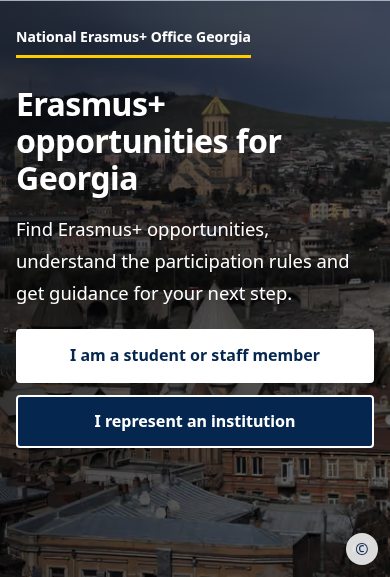 National Erasmus+ Office Georgia
Erasmus+
opportunities for
Georgia
Find Erasmus+ opportunities,
understand the participation rules and
get guidance for your next step.
I am a student or staff member
I represent an institution
©